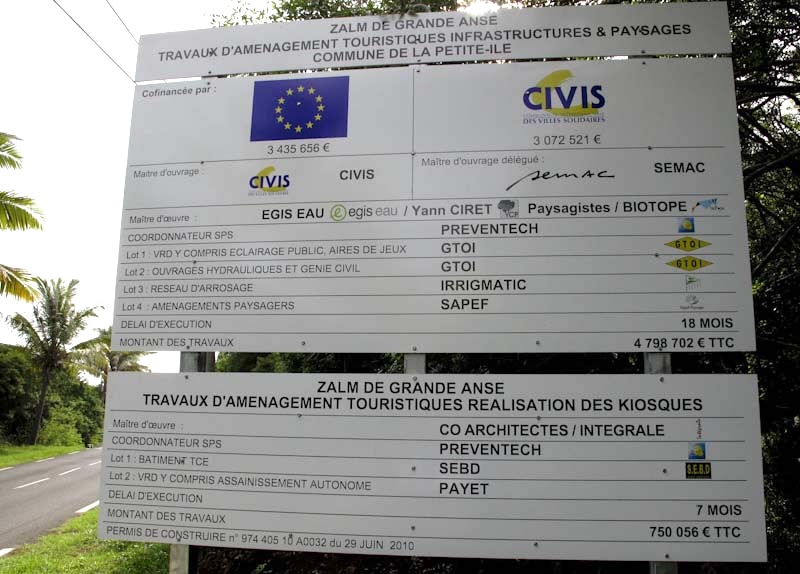 ZALM DE GRANDE ANSE
TRAVAUX D'AMENAGEMENT TOURISTIQUES INFRASTRUCTURES & PAYSAGES
COMMUNE DE LA PETITE-ILE
Cofinancée par :
3 435 656 €
CIVIS
DES VILLES SOLIDAIRES
3 072 521 €
Maitre d'ouvrage : CIVIS CIVIS
Maître d'ouvrage délégué : SEMAC SEMAC
Maître d'œuvre : EGIS EAU egis eau / Yann CIRET YCP Paysagistes / BIOTOPE
COORDONNATEUR SPS PREVENTECH
Lot 1 : VRD Y COMPRIS ECLAIRAGE PUBLIC, AIRES DE JEUX GTOI GTOI
Lot 2 : OUVRAGES HYDRAULIQUES ET GENIE CIVIL GTOI GTOI
Lot 3 : RESEAU D'ARROSAGE IRRIGMATIC
Lot 4 : AMENAGEMENTS PAYSAGERS SAPEF
DELAI D'EXECUTION 18 MOIS
MONTANT DES TRAVAUX 4 798 702 € TTC
ZALM DE GRANDE ANSE
TRAVAUX D'AMENAGEMENT TOURISTIQUES REALISATION DES KIOSQUES
Maître d'œuvre : CO ARCHITECTES / INTEGRALE
COORDONNATEUR SPS PREVENTECH
Lot 1 : BATIMENT TCE SEBD S.E.B.D
Lot 2 : VRD Y COMPRIS ASSAINISSEMENT AUTONOME PAYET
DELAI D'EXECUTION 7 MOIS
MONTANT DES TRAVAUX 750 056 € TTC
PERMIS DE CONSTRUIRE n° 974 405 10 A0032 du 29 JUIN 2010